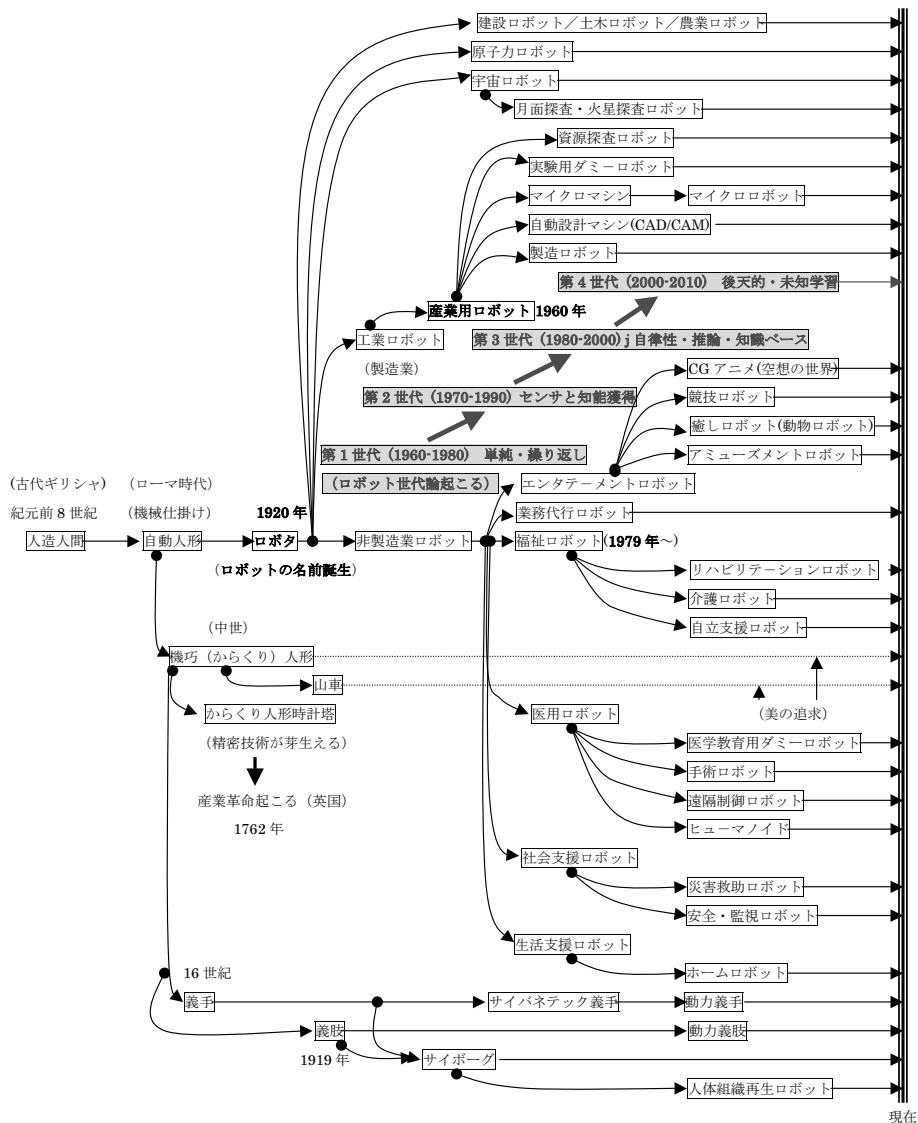 建設ロボット／土木ロボット／農業ロボット
原子力ロボット
宇宙ロボット
月面探査・火星探査ロボット
資源探査ロボット
実験用ダミーロボット
マイクロマシン
マイクロロボット
自動設計マシン(CAD/CAM)
製造ロボット
第4世代（2000-2010） 後天的・未知学習
産業用ロボット 1960年
工業ロボット
第3世代（1980-2000)j自律性・推論・知識ベース
（製造業）
CGアニメ(空想の世界)
第2世代（1970-1990）センサと知能獲得
競技ロボット
癒しロボット(動物ロボット)
第1世代（1960-1980） 単純・繰り返し
アミューズメントロボット
(古代ギリシャ)
（ローマ時代）
（ロボット世代論起こる）
エンタテーメントロボット
紀元前8世紀
（機械仕掛け）
1920年
業務代行ロボット
人造人間
自動人形
ロボタ
非製造業ロボット
福祉ロボット(1979年～)
（ロボットの名前誕生）
リハビリテーションロボット
介護ロボット
（中世）
自立支援ロボット
機巧（からくり）人形
山車
からくり人形時計塔
医用ロボット
（美の追求）
（精密技術が芽生える）
医学教育用ダミーロボット
手術ロボット
産業革命起こる（英国）
遠隔制御ロボット
1762年
ヒューマノイド
社会支援ロボット
災害救助ロボット
安全・監視ロボット
生活支援ロボット
16世紀
ホームロボット
義手
サイバネテック義手
動力義手
義肢
動力義肢
1919年
サイボーグ
人体組織再生ロボット
現在